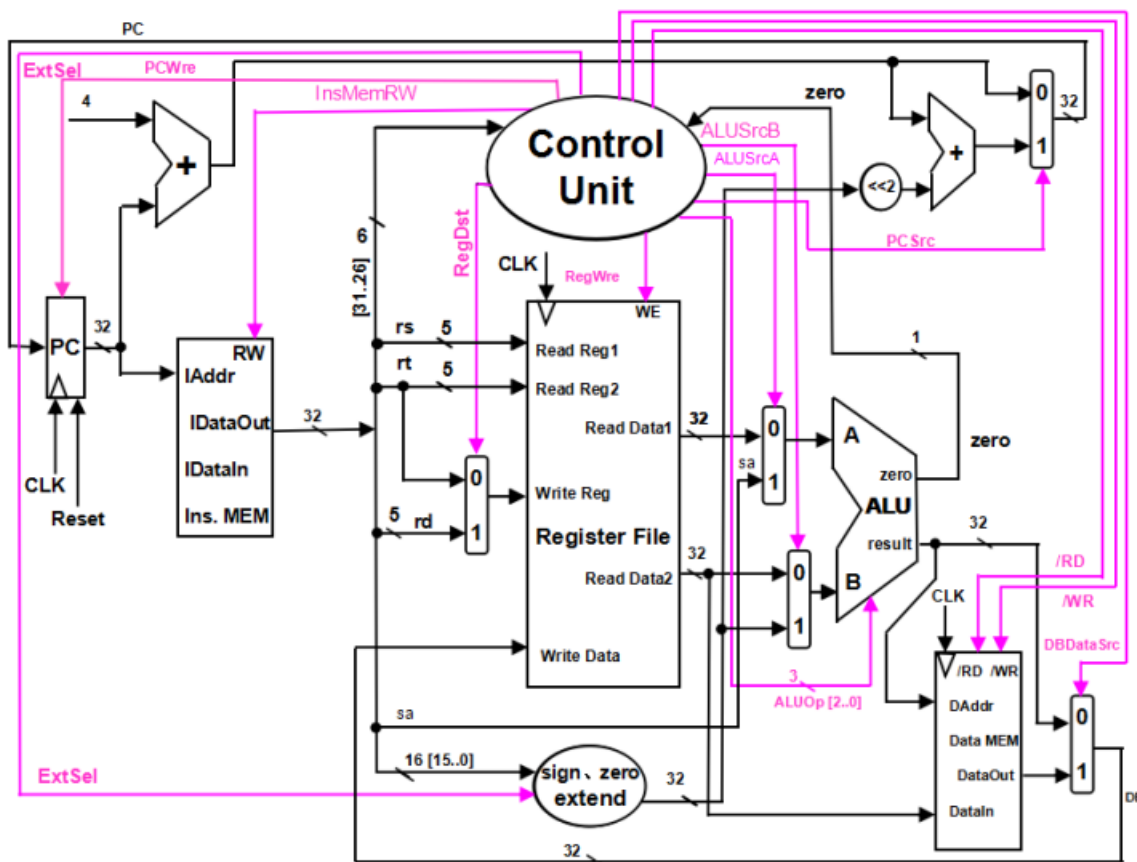 PC
ExtSel
PCWre
4
InsMemRW
zero
0
32
1
+
Control
Unit
ALUSrcB
ALUSrcA
+
<<2
6
[31..26]
RegDst
CLK
RegWre
PCSrc
WE
PC
32
RW
IAddr
IDataOut
IDataIn
Ins. MEM
32
CLK
Reset
rs
5
Read Reg1
rt
5
Read Reg2
Read Data1
32
0
sa
1
A
zero
ALU
result
B
1
zero
32
0
1
Write Reg
5
rd
Register File
Read Data2
32
0
1
Write Data
CLK
/RD
/WR
DBDataSrc
3
ALUOp [2..0]
sa
/RD
/WR
DAddr
Data MEM
DataOut
DataIn
0
1
16 [15..0]
ExtSel
sign、zero
extend
32
32